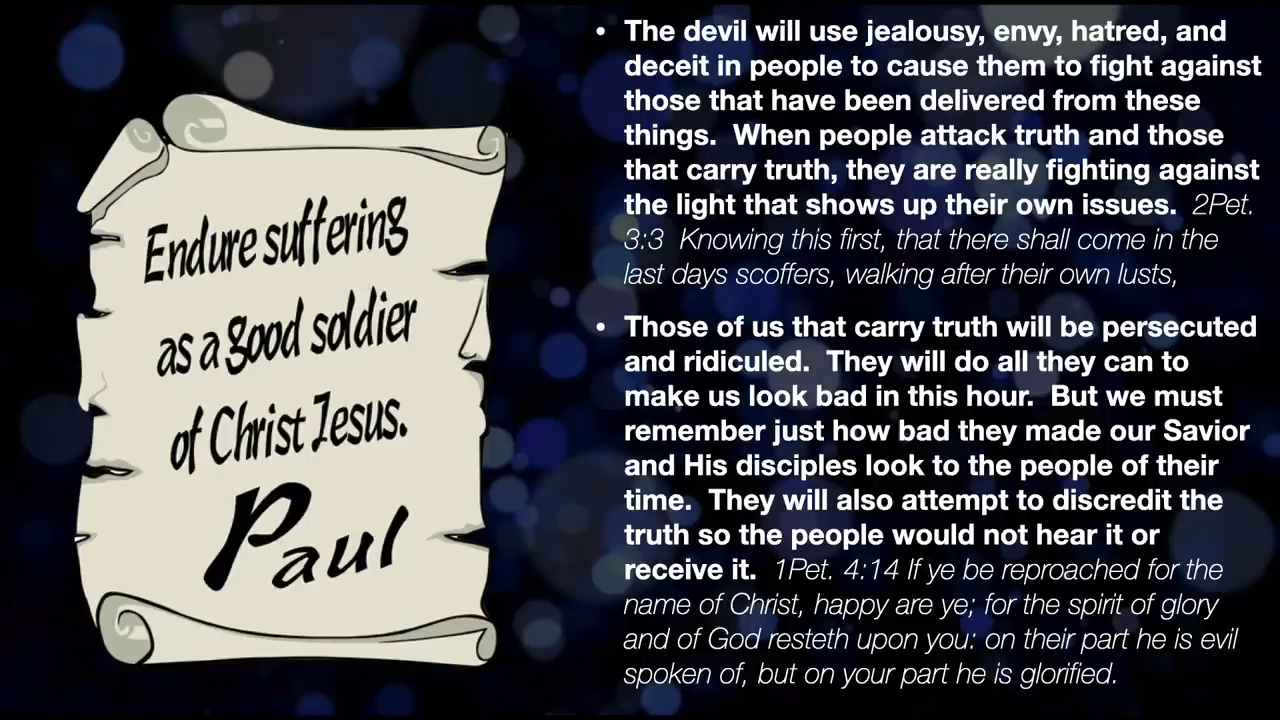 Endure suffering
as a good soldier
of Christ Jesus.
Paul
• The devil will use jealousy, envy, hatred, and
deceit in people to cause them to fight against
those that have been delivered from these
things.  When people attack truth and those
that carry truth, they are really fighting against
the light that shows up their own issues.  2Pet.
3:3  Knowing this first, that there shall come in the
last days scoffers, walking after their own lusts,
• Those of us that carry truth will be persecuted
and ridiculed.  They will do all they can to
make us look bad in this hour.  But we must
remember just how bad they made our Savior
and His disciples look to the people of their
time.  They will also attempt to discredit the
truth so the people would not hear it or
receive it.  1Pet. 4:14 If ye be reproached for the
name of Christ, happy are ye; for the spirit of glory
and of God resteth upon you: on their part he is evil
spoken of, but on your part he is glorified.